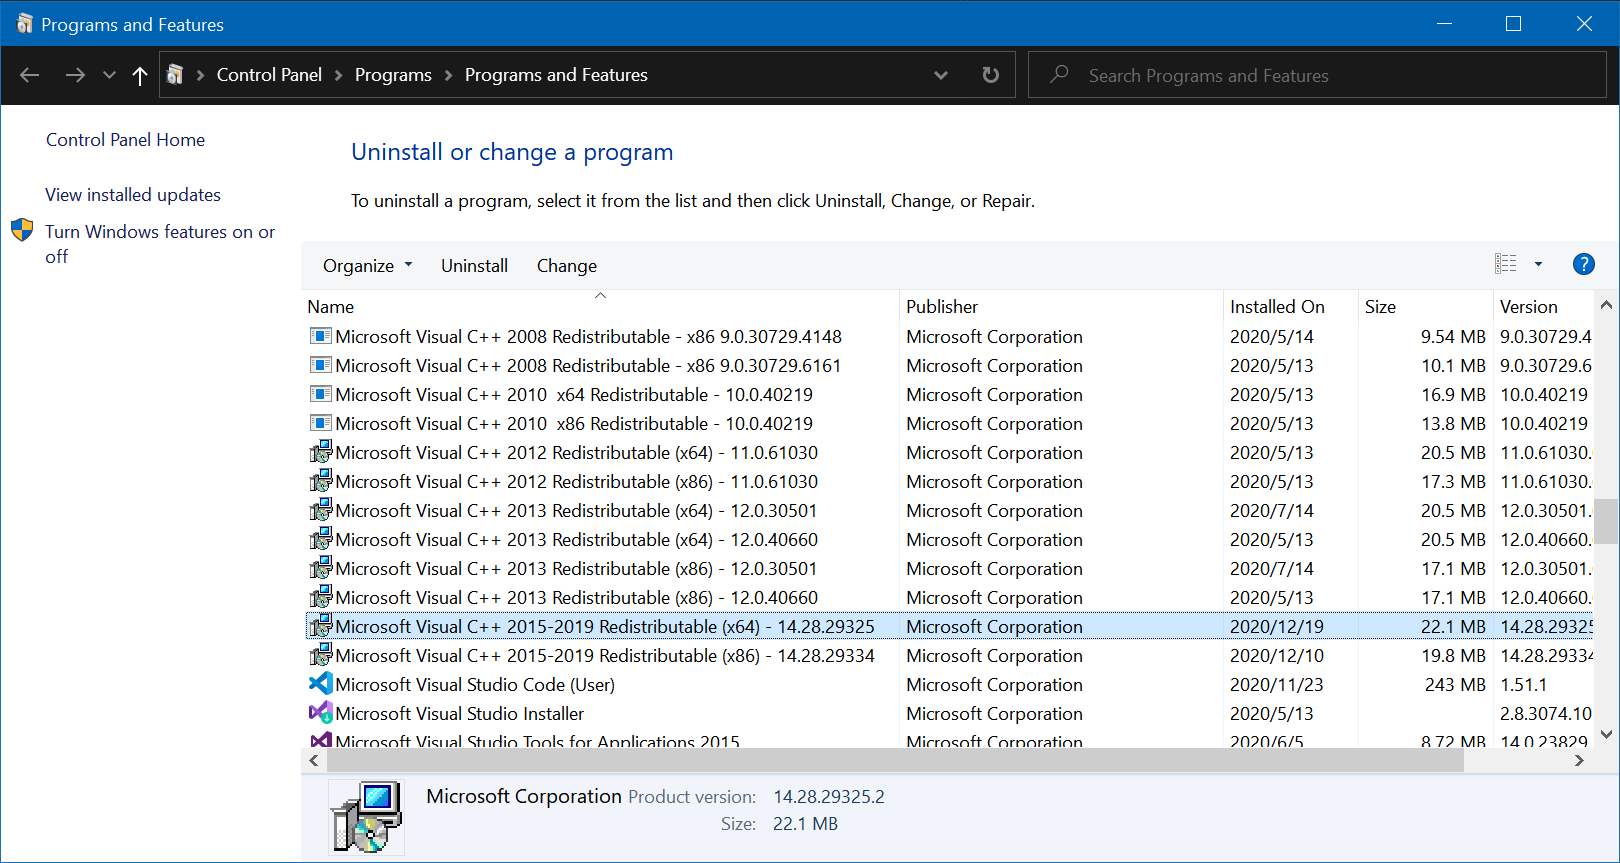 Programs and Features
Control Panel > Programs > Programs and Features
Search Programs and Features
Control Panel Home
View installed updates
Turn Windows features on or
off
Uninstall or change a program
To uninstall a program, select it from the list and then click Uninstall, Change, or Repair.
Organize Uninstall Change ?
Name Publisher Installed On Size Version
Microsoft Visual C++ 2008 Redistributable - x86 9.0.30729.4148 Microsoft Corporation 2020/5/14 9.54 MB 9.0.30729.4
Microsoft Visual C++ 2008 Redistributable - x86 9.0.30729.6161 Microsoft Corporation 2020/5/13 10.1 MB 9.0.30729.6
Microsoft Visual C++ 2010  x64 Redistributable - 10.0.40219 Microsoft Corporation 2020/5/13 16.9 MB 10.0.40219
Microsoft Visual C++ 2010  x86 Redistributable - 10.0.40219 Microsoft Corporation 2020/5/13 13.8 MB 10.0.40219
Microsoft Visual C++ 2012 Redistributable (x64) - 11.0.61030 Microsoft Corporation 2020/5/13 20.5 MB 11.0.61030.
Microsoft Visual C++ 2012 Redistributable (x86) - 11.0.61030 Microsoft Corporation 2020/5/13 17.3 MB 11.0.61030.
Microsoft Visual C++ 2013 Redistributable (x64) - 12.0.30501 Microsoft Corporation 2020/7/14 20.5 MB 12.0.30501.
Microsoft Visual C++ 2013 Redistributable (x64) - 12.0.40660 Microsoft Corporation 2020/5/13 20.5 MB 12.0.40660.
Microsoft Visual C++ 2013 Redistributable (x86) - 12.0.30501 Microsoft Corporation 2020/7/14 17.1 MB 12.0.30501.
Microsoft Visual C++ 2013 Redistributable (x86) - 12.0.40660 Microsoft Corporation 2020/5/13 17.1 MB 12.0.40660.
Microsoft Visual C++ 2015-2019 Redistributable (x64) - 14.28.29325 Microsoft Corporation 2020/12/19 22.1 MB 14.28.29325
Microsoft Visual C++ 2015-2019 Redistributable (x86) - 14.28.29334 Microsoft Corporation 2020/12/10 19.8 MB 14.28.29334
Microsoft Visual Studio Code (User) Microsoft Corporation 2020/11/23 243 MB 1.51.1
Microsoft Visual Studio Installer Microsoft Corporation 2020/5/13 2.8.3074.10
Microsoft Visual Studio Tools for Applications 2015 Microsoft Corporation 2020/6/5 8.72 MB 14.0.23829
Microsoft Corporation Product version: 14.28.29325.2
Size: 22.1 MB